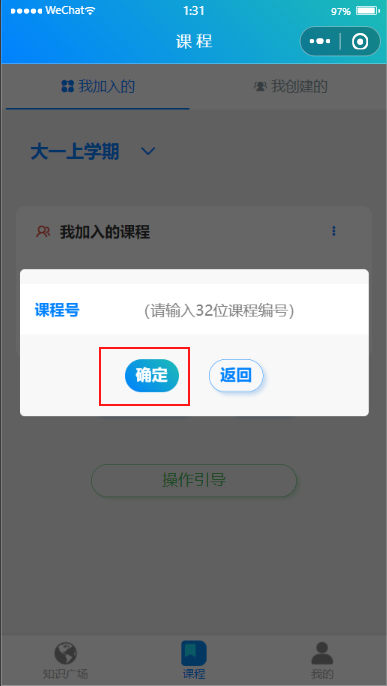 WeChat 1:31 97%
课 程
我加入的 我创建的
大一上学期
我加入的课程
课程号 (请输入32位课程编号)
确定 返回
操作引导
知识广场 课程 我的